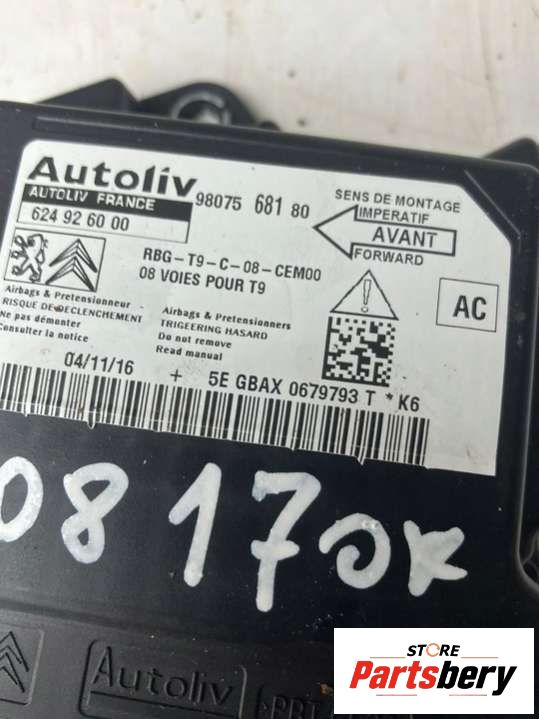 Autoliv
98075 681 80
AUTOLIV FRANCE
624 92 60 00
SENS DE MONTAGE
IMPERATIF
AVANT
FORWARD
RBG-T9-C-08-CEM00
08 VOIES POUR T9
AC
Airbags & Pretensionneur
RISQUE DE DECLENCHEMENT
Ne pas démonter
Consulter la notice
Airbags & Pretensionners
TRIGEERING HASARD
Do not remove
Read manual
04/11/16 + 5E GBAX 0679793 T *K6
08 17 OK
Autoliv
STORE
Partsbery